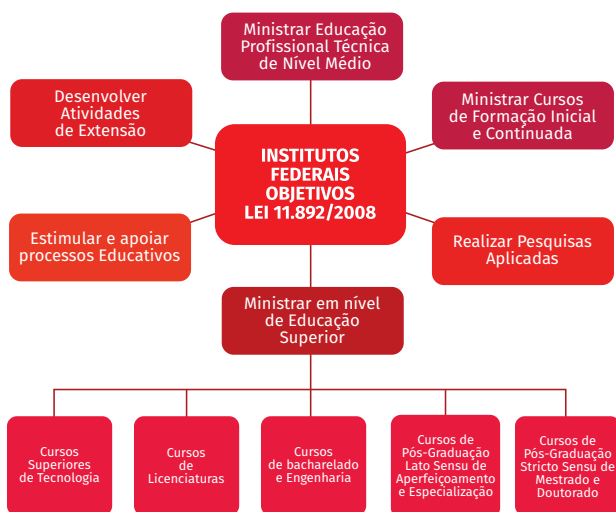 Ministrar Educação
Profissional Técnica
de Nível Médio
Desenvolver
Atividades
de Extensão
Ministrar Cursos
de Formação Inicial
e Continuada
INSTITUTOS
FEDERAIS
OBJETIVOS
LEI 11.892/2008
Estimular e apoiar
processos Educativos
Realizar Pesquisas
Aplicadas
Ministrar em nível
de Educação
Superior
Cursos
Superiores
de Tecnologia
Cursos
de
Licenciaturas
Cursos
de bacharelado
e Engenharia
Cursos de
Pós-Graduação
Lato Sensu de
Aperfeiçoamento
e Especialização
Cursos de
Pós-Graduação
Stricto Sensu de
Mestrado e
Doutorado